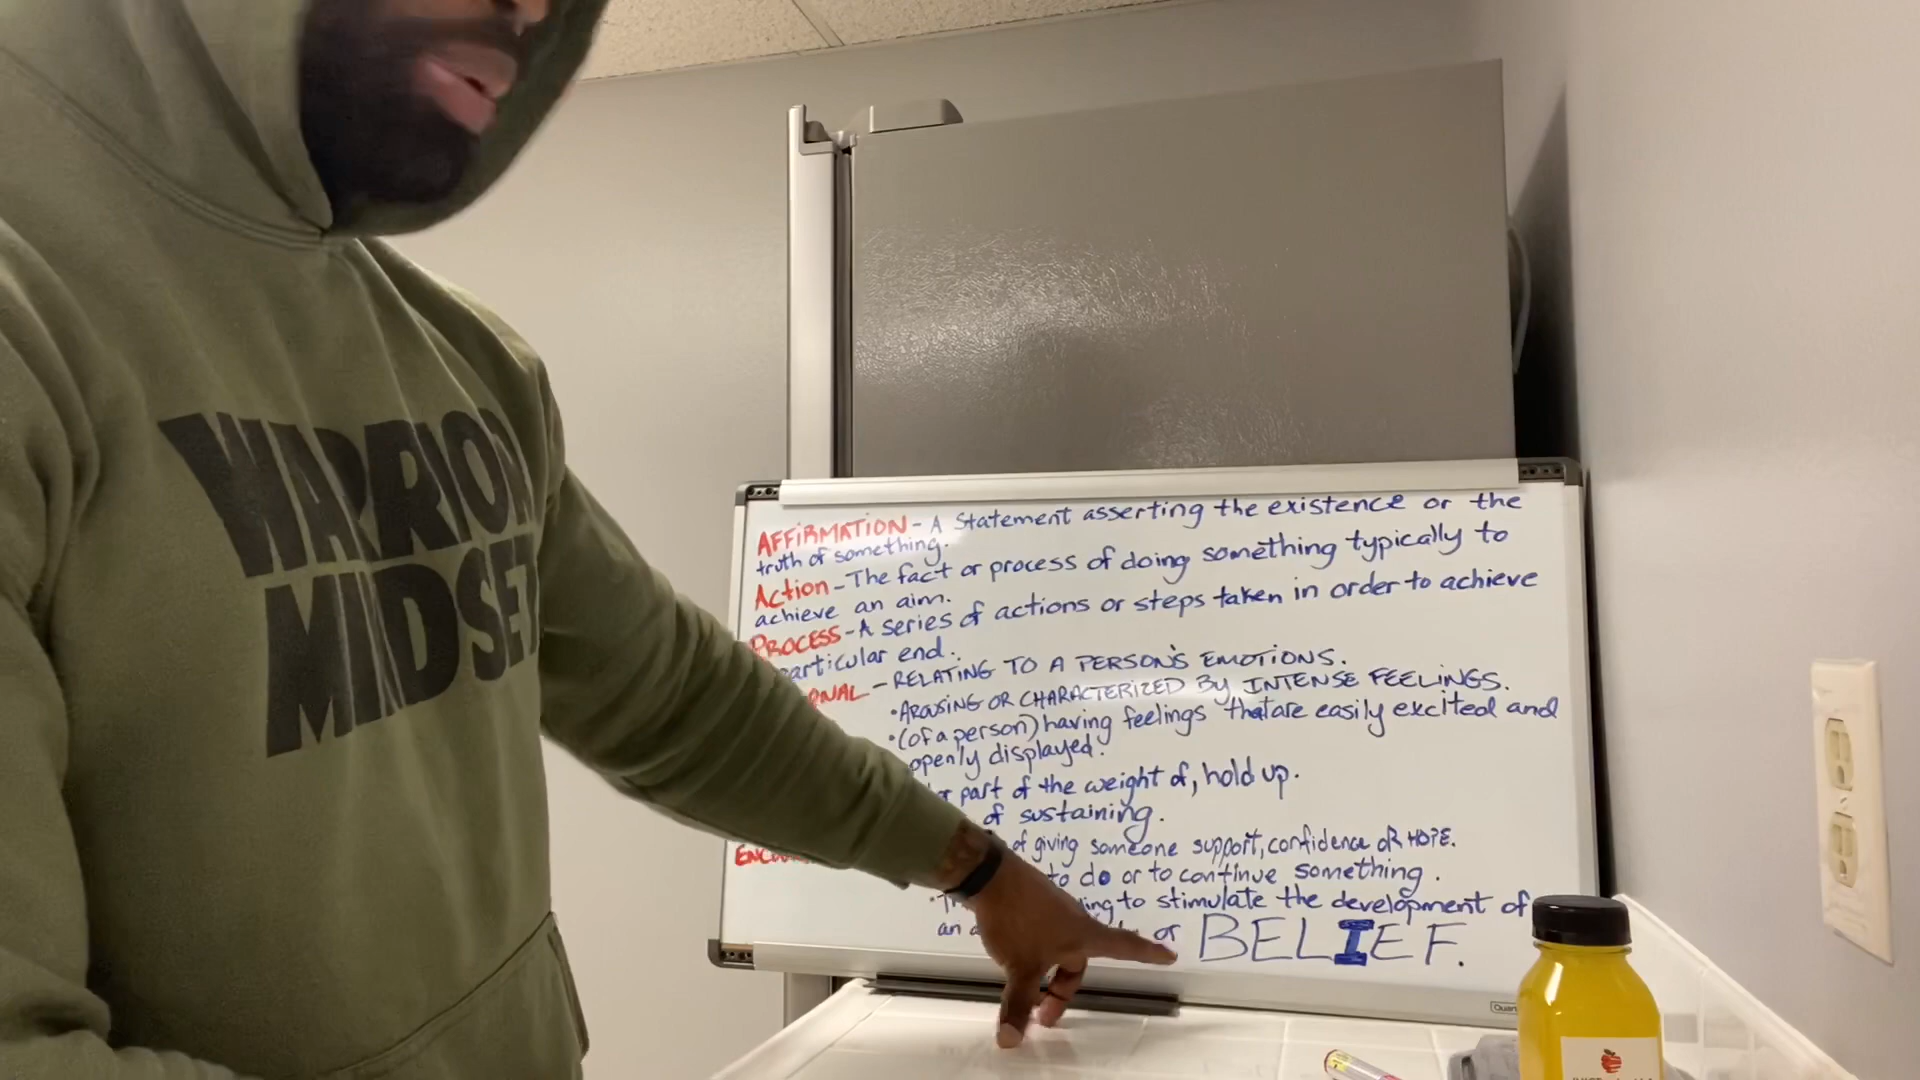 WARRIOR
MINDSET
AFFIRMATION - A statement asserting the existence or the
truth of something.
Action - The fact or process of doing something typically to
achieve an aim.
PROCESS - A series of actions or steps taken in order to achieve
particular end.
ONAL - RELATING TO A PERSON'S EMOTIONS.
• AROUSING OR CHARACTERIZED By INTENSE FEELINGS.
• (of a person) having feelings that are easily excited and
openly displayed.
part of the weight of, hold up.
of sustaining.
of giving someone support, confidence OR HOPE.
to do or to continue something.
to stimulate the development of
an or BELIEF.